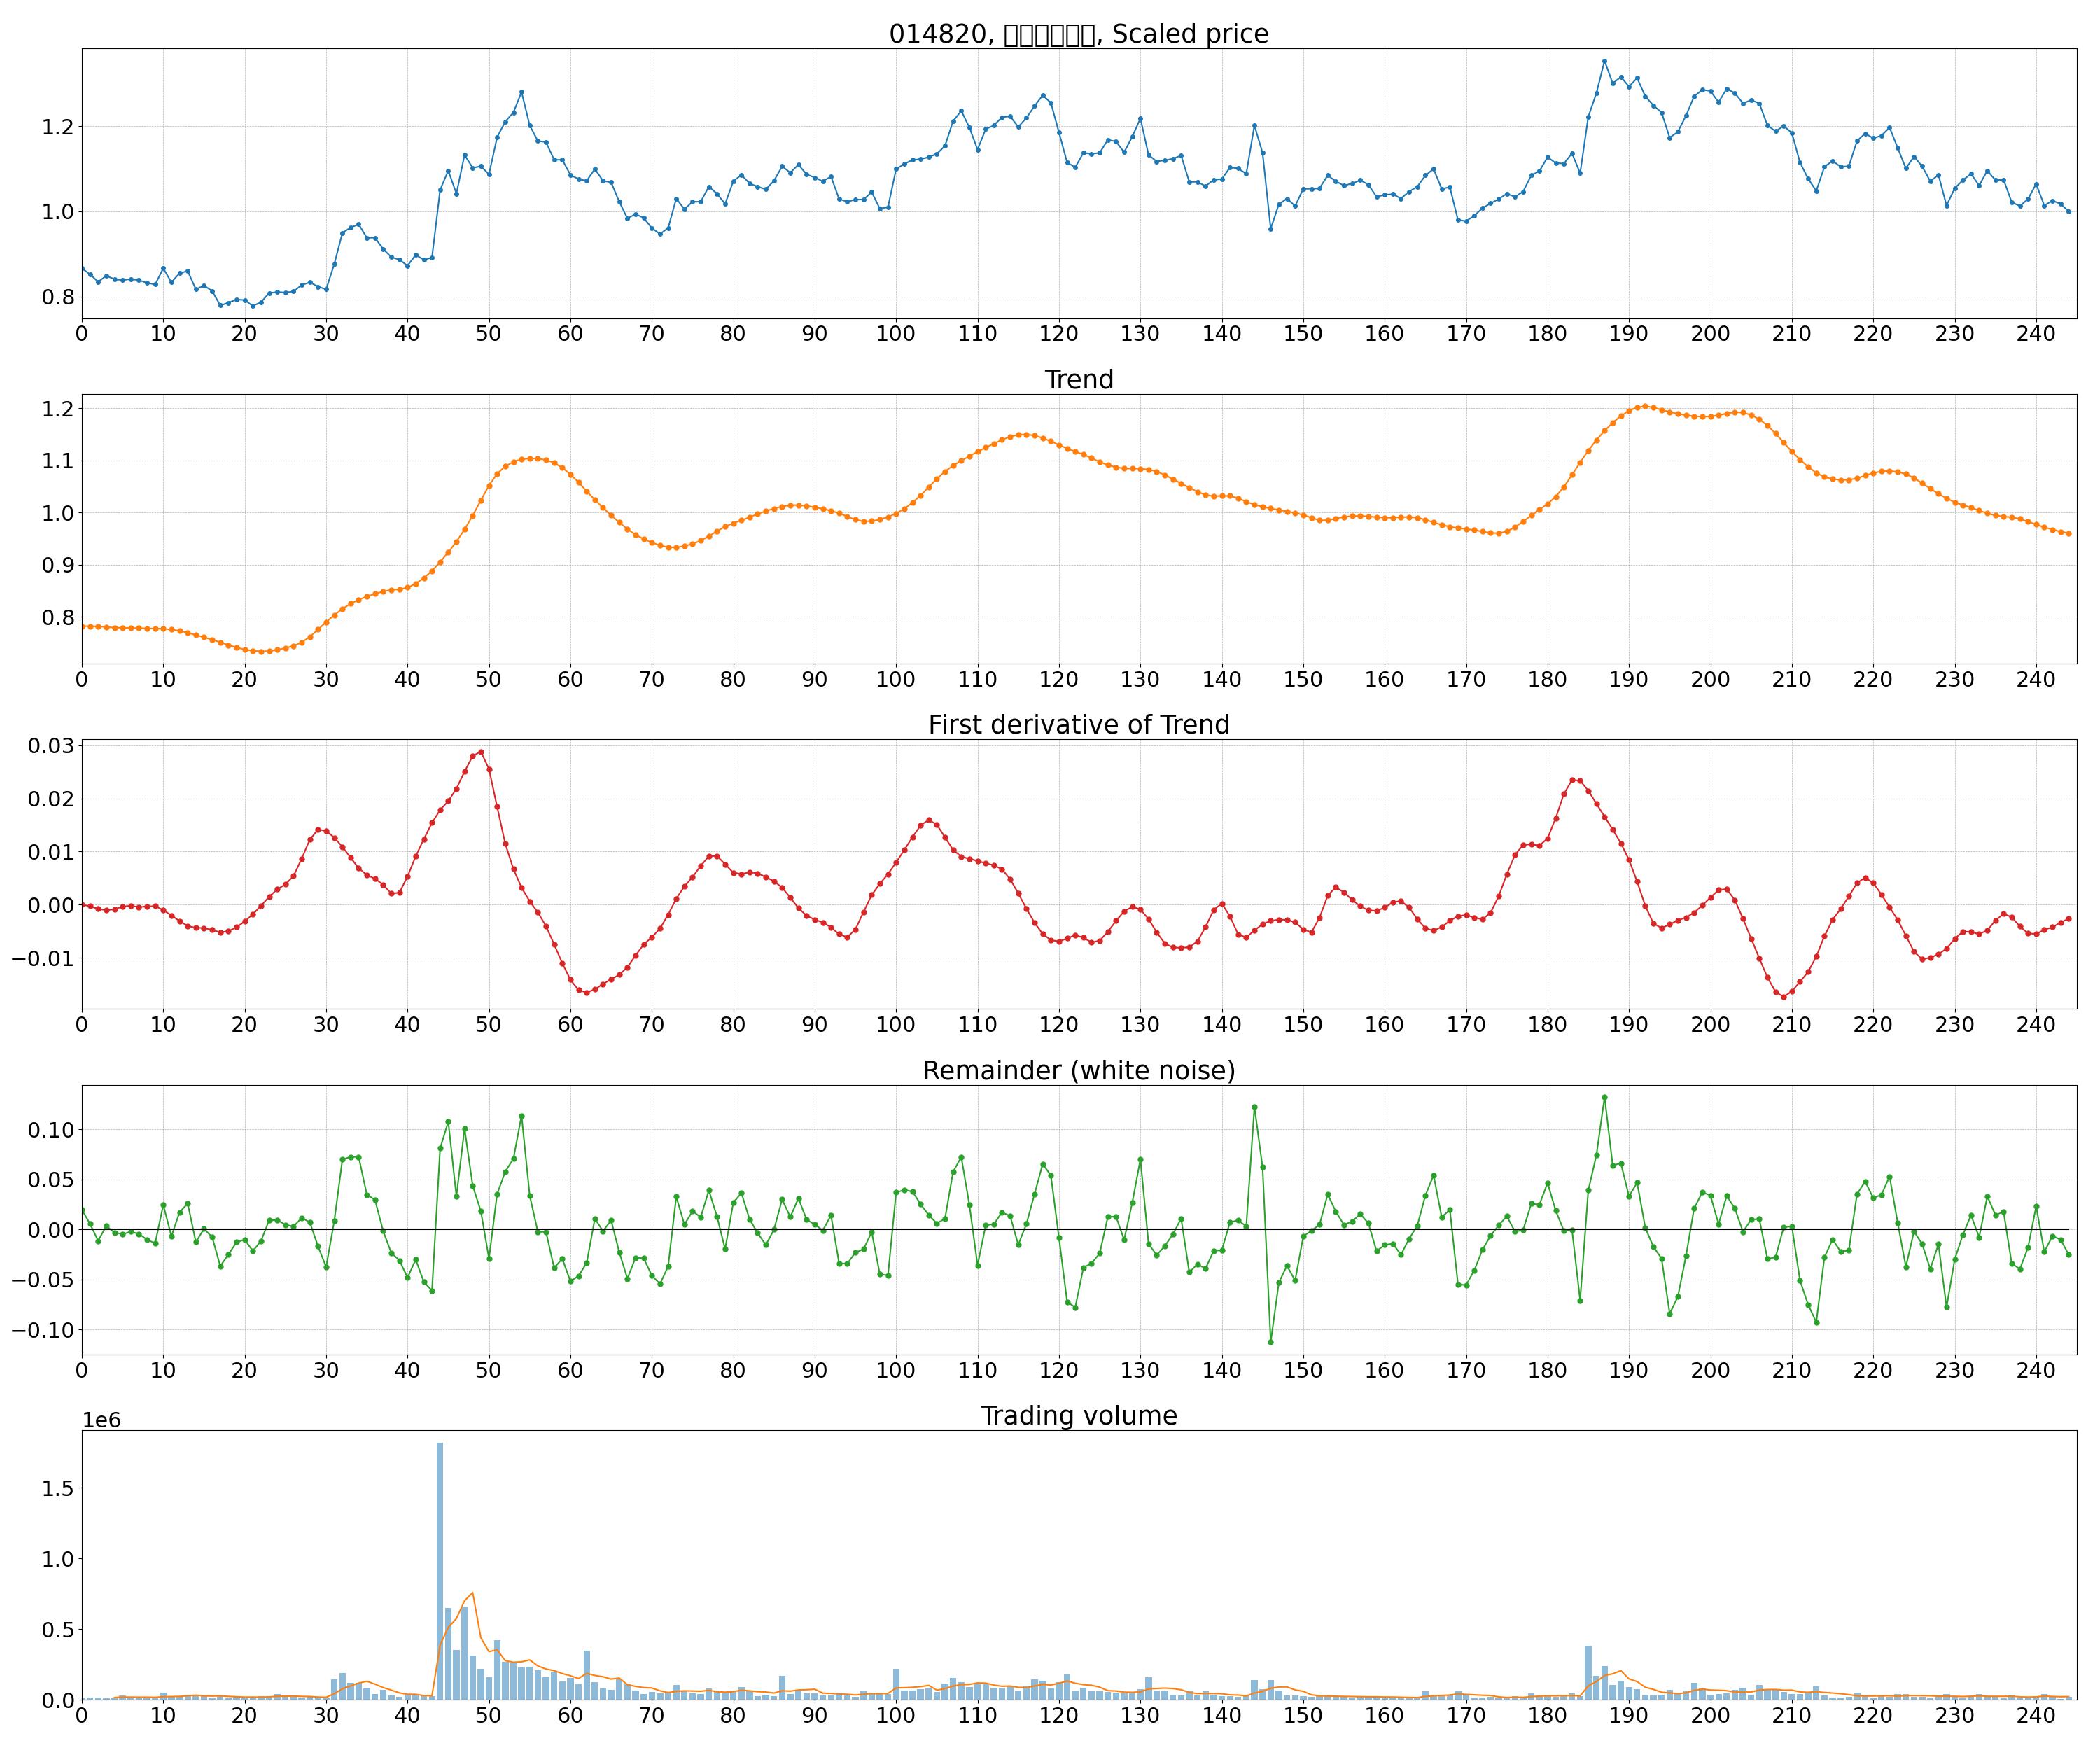 014820, □□□□□□, Scaled price
1.2
1.0
0.8
0 10 20 30 40 50 60 70 80 90 100 110 120 130 140 150 160 170 180 190 200 210 220 230 240
Trend
1.2
1.1
1.0
0.9
0.8
0 10 20 30 40 50 60 70 80 90 100 110 120 130 140 150 160 170 180 190 200 210 220 230 240
First derivative of Trend
0.03
0.02
0.01
0.00
−0.01
0 10 20 30 40 50 60 70 80 90 100 110 120 130 140 150 160 170 180 190 200 210 220 230 240
Remainder (white noise)
0.10
0.05
0.00
−0.05
−0.10
0 10 20 30 40 50 60 70 80 90 100 110 120 130 140 150 160 170 180 190 200 210 220 230 240
Trading volume
1e6
1.5
1.0
0.5
0.0
0 10 20 30 40 50 60 70 80 90 100 110 120 130 140 150 160 170 180 190 200 210 220 230 240